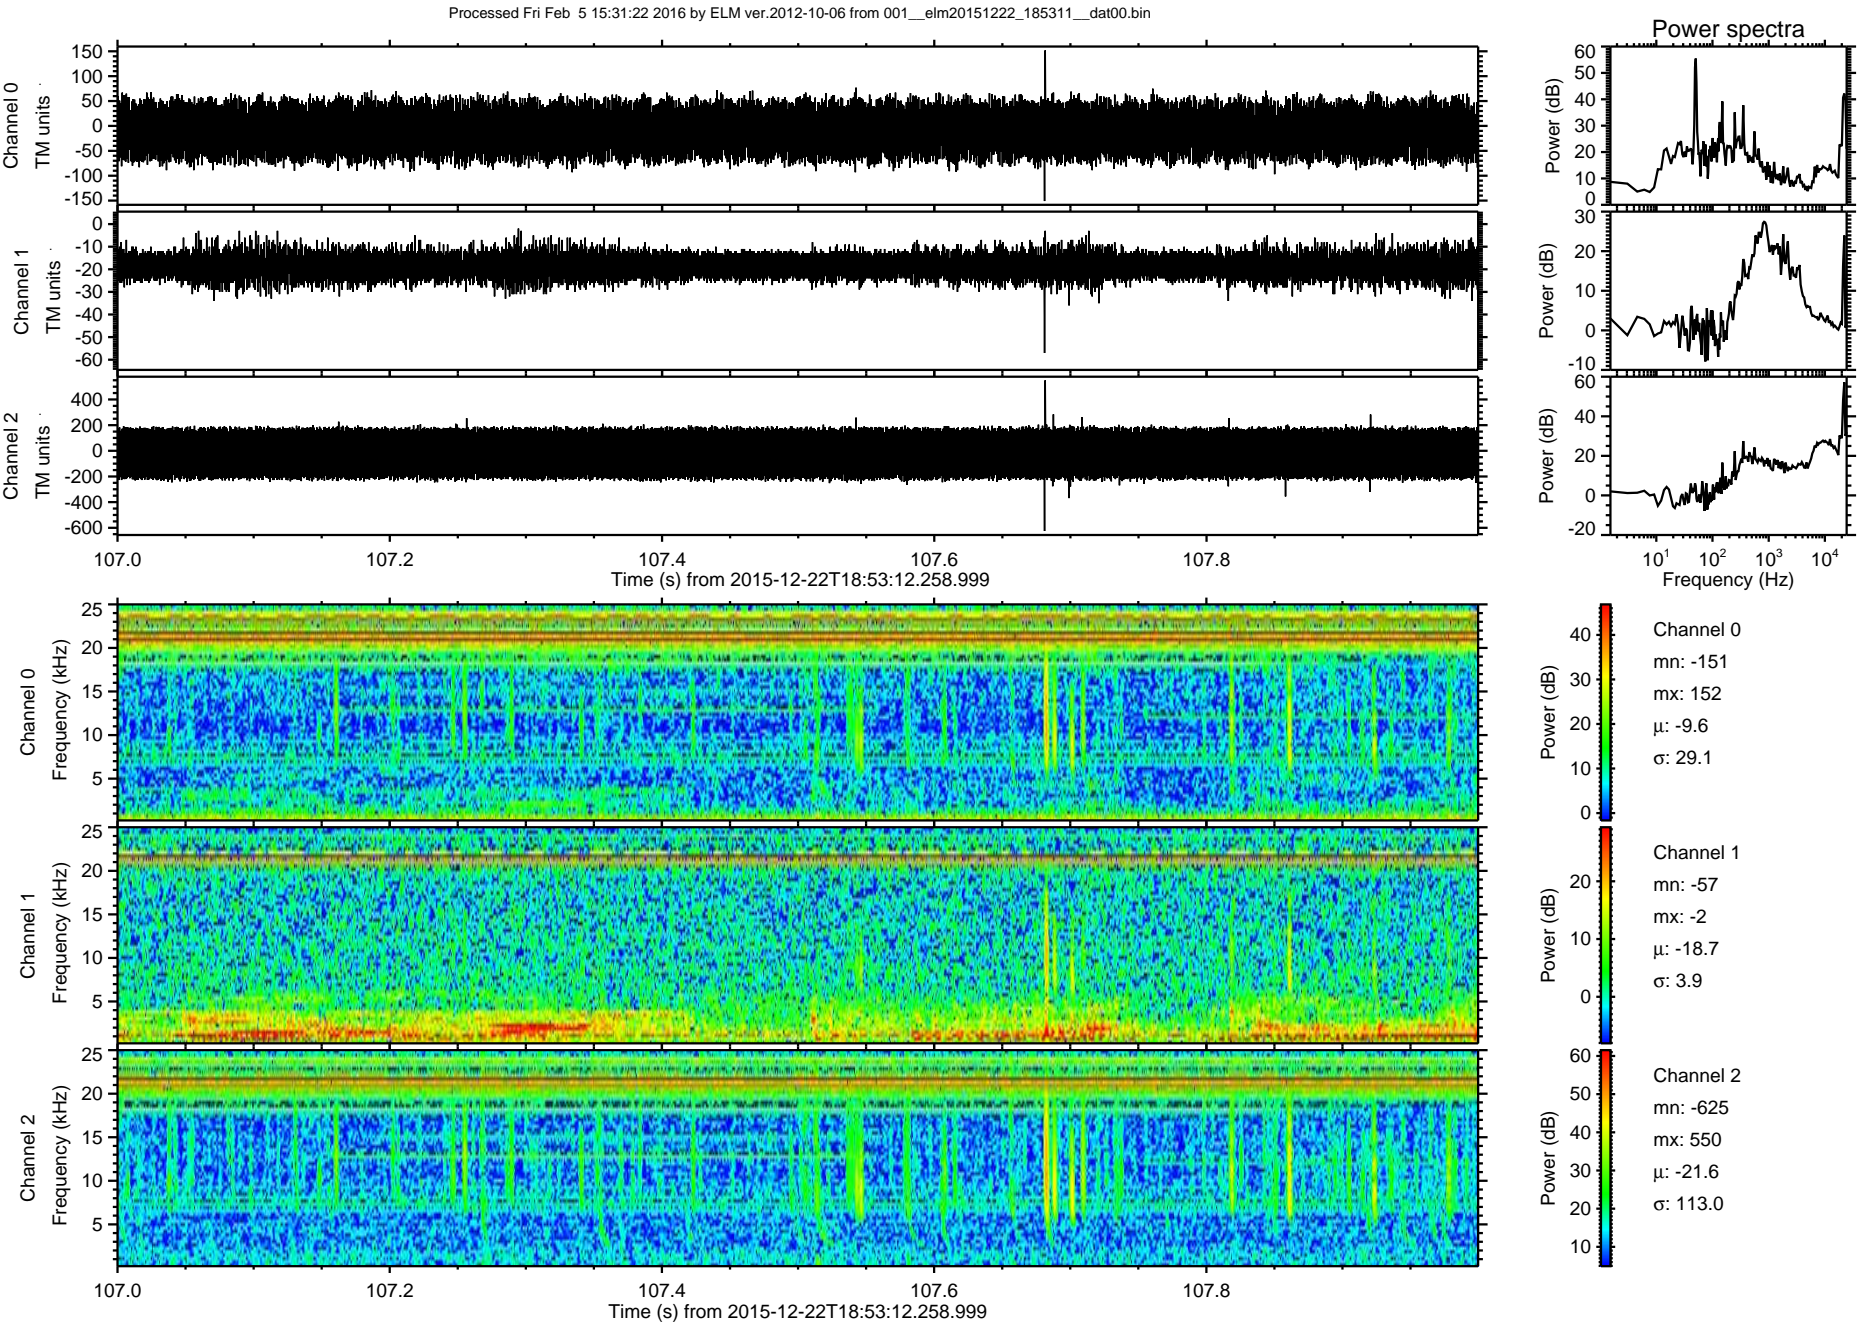 Processed Fri Feb  5 15:31:22 2016 by ELM ver.2012-10-06 from 001__elm20151222_185311__dat00.bin
Power spectra
Channel 0
TM units
150
100
50
0
-50
-100
-150
Power (dB)
60
50
40
30
20
10
0
Channel 1
TM units
0
-10
-20
-30
-40
-50
-60
Power (dB)
30
20
10
0
-10
Channel 2
TM units
400
200
0
-200
-400
-600
Power (dB)
60
40
20
0
-20
107.0 107.2 107.4 107.6 107.8
Time (s) from 2015-12-22T18:53:12.258.999
10¹ 10² 10³ 10⁴
Frequency (Hz)
Channel 0
Frequency (kHz)
25
20
15
10
5
Power (dB)
40
30
20
10
0
Channel 0
mn: -151
mx: 152
μ: -9.6
σ: 29.1
Channel 1
Frequency (kHz)
25
20
15
10
5
Power (dB)
20
10
0
Channel 1
mn: -57
mx: -2
μ: -18.7
σ: 3.9
Channel 2
Frequency (kHz)
25
20
15
10
5
Power (dB)
60
50
40
30
20
10
Channel 2
mn: -625
mx: 550
μ: -21.6
σ: 113.0
107.0 107.2 107.4 107.6 107.8
Time (s) from 2015-12-22T18:53:12.258.999